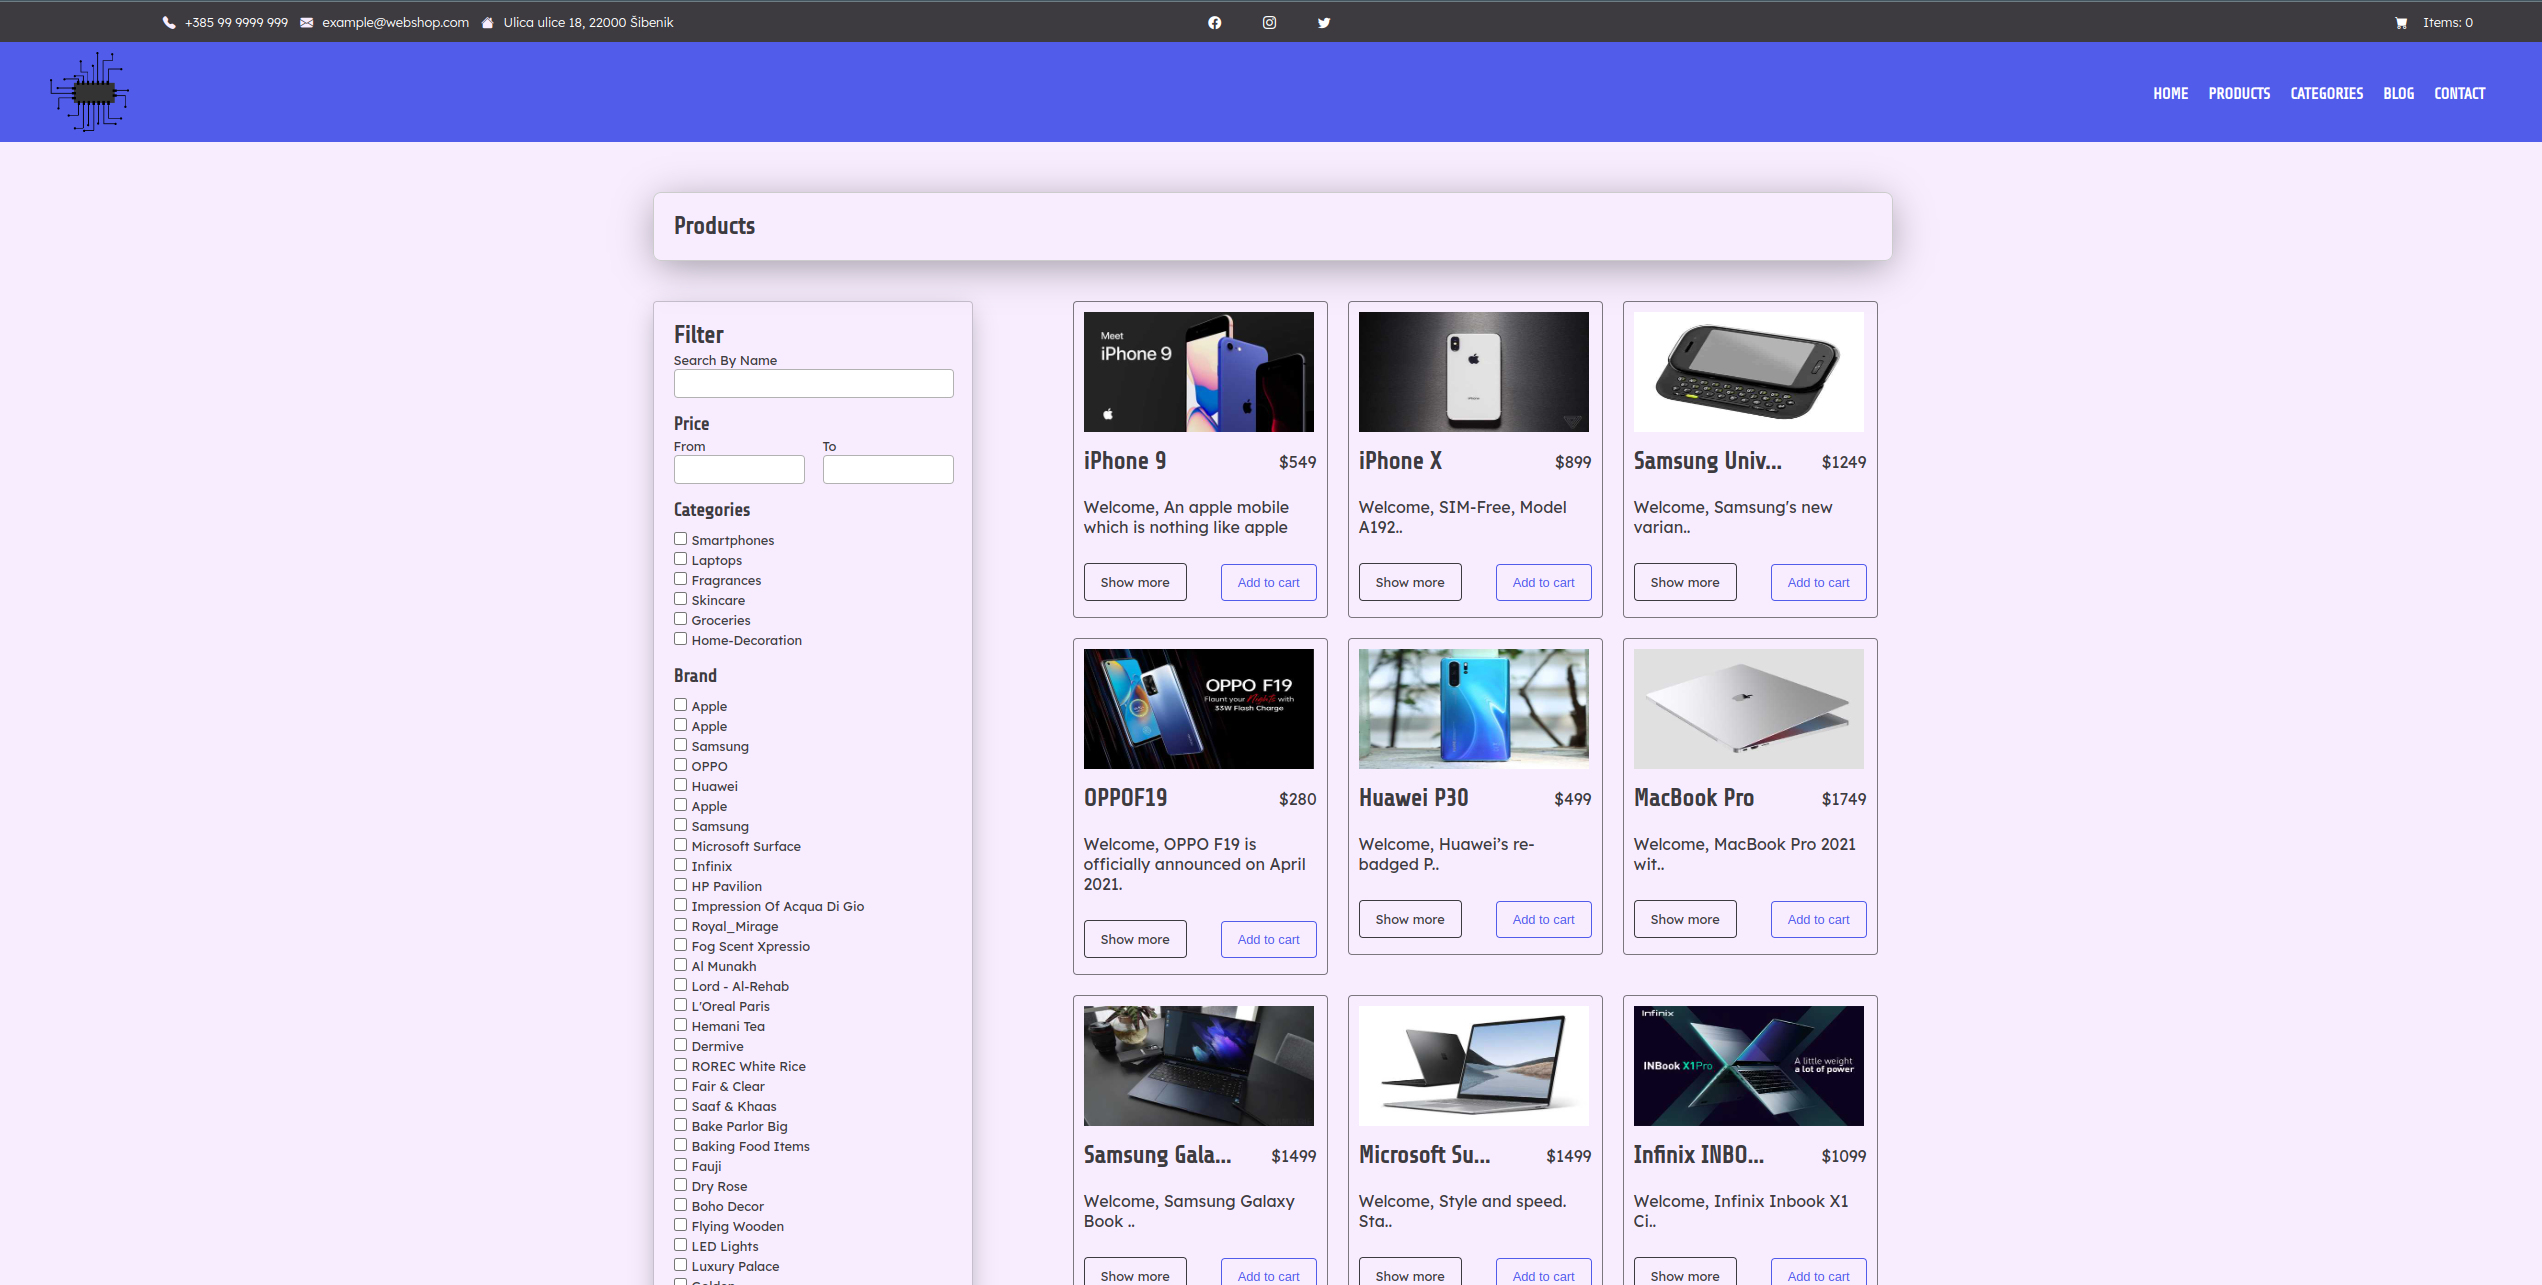 +385 99 9999 999 example@webshop.com Ulica ulice 18, 22000 Šibenik Items: 0
HOME PRODUCTS CATEGORIES BLOG CONTACT
Products
Filter
Search By Name
Price
From To
Categories
Smartphones
Laptops
Fragrances
Skincare
Groceries
Home-Decoration
Brand
Apple
Apple
Samsung
OPPO
Huawei
Apple
Samsung
Microsoft Surface
Infinix
HP Pavilion
Impression Of Acqua Di Gio
Royal_Mirage
Fog Scent Xpressio
Al Munakh
Lord - Al-Rehab
L'Oreal Paris
Hemani Tea
Dermive
ROREC White Rice
Fair & Clear
Saaf & Khaas
Bake Parlor Big
Baking Food Items
Fauji
Dry Rose
Boho Decor
Flying Wooden
LED Lights
Luxury Palace
Golden
Meet
iPhone 9
iPhone 9 $549
Welcome, An apple mobile
which is nothing like apple
Show more Add to cart
iPhone X $899
Welcome, SIM-Free, Model
A192..
Show more Add to cart
Samsung Univ... $1249
Welcome, Samsung's new
varian..
Show more Add to cart
OPPO F19
Flaunt your Nights with
33W Flash Charge
OPPOF19 $280
Welcome, OPPO F19 is
officially announced on April
2021.
Show more Add to cart
Huawei P30 $499
Welcome, Huawei’s re-
badged P..
Show more Add to cart
MacBook Pro $1749
Welcome, MacBook Pro 2021
wit..
Show more Add to cart
Samsung Gala... $1499
Welcome, Samsung Galaxy
Book ..
Show more Add to cart
Microsoft Su... $1499
Welcome, Style and speed.
Sta..
Show more Add to cart
Infinix
INBook X1Pro
A little weight
a lot of power
Infinix INBO... $1099
Welcome, Infinix Inbook X1
Ci..
Show more Add to cart